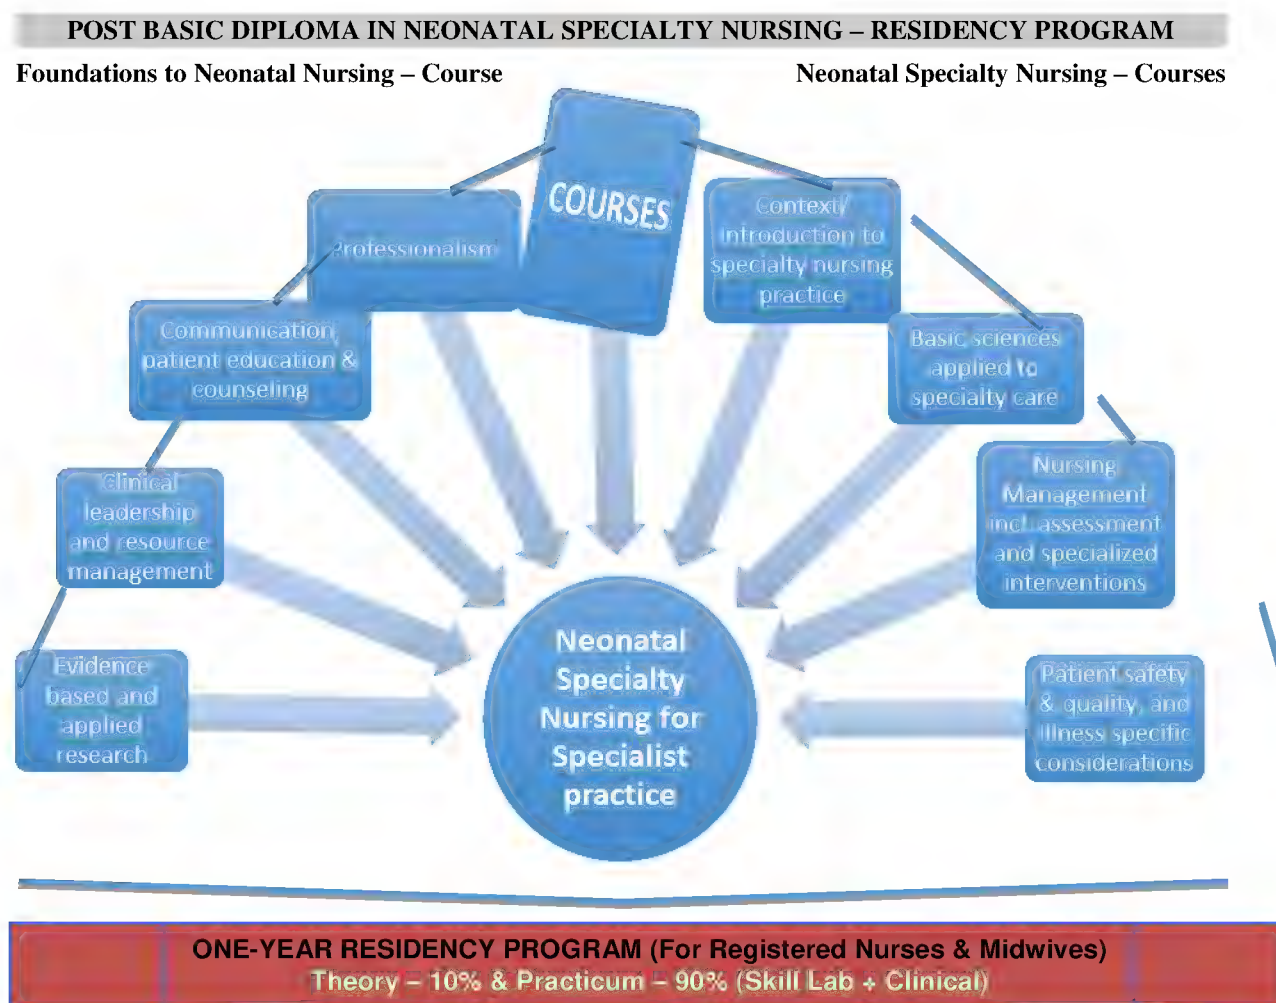 POST BASIC DIPLOMA IN NEONATAL SPECIALTY NURSING – RESIDENCY PROGRAM
Foundations to Neonatal Nursing – Course
Neonatal Specialty Nursing – Courses
COURSES
Professionalism
Communication,
patient education &
counseling
Clinical
leadership
and resource
management
Evidence
based and
applied
research
Context/
introduction to
specialty nursing
practice
Basic sciences
applied to
specialty care
Nursing
Management
incl. assessment
and specialized
interventions
Patient safety
& quality, and
Illness specific
considerations
Neonatal
Specialty
Nursing for
Specialist
practice
ONE-YEAR RESIDENCY PROGRAM (For Registered Nurses & Midwives)
Theory – 10% & Practicum – 90% (Skill Lab + Clinical)